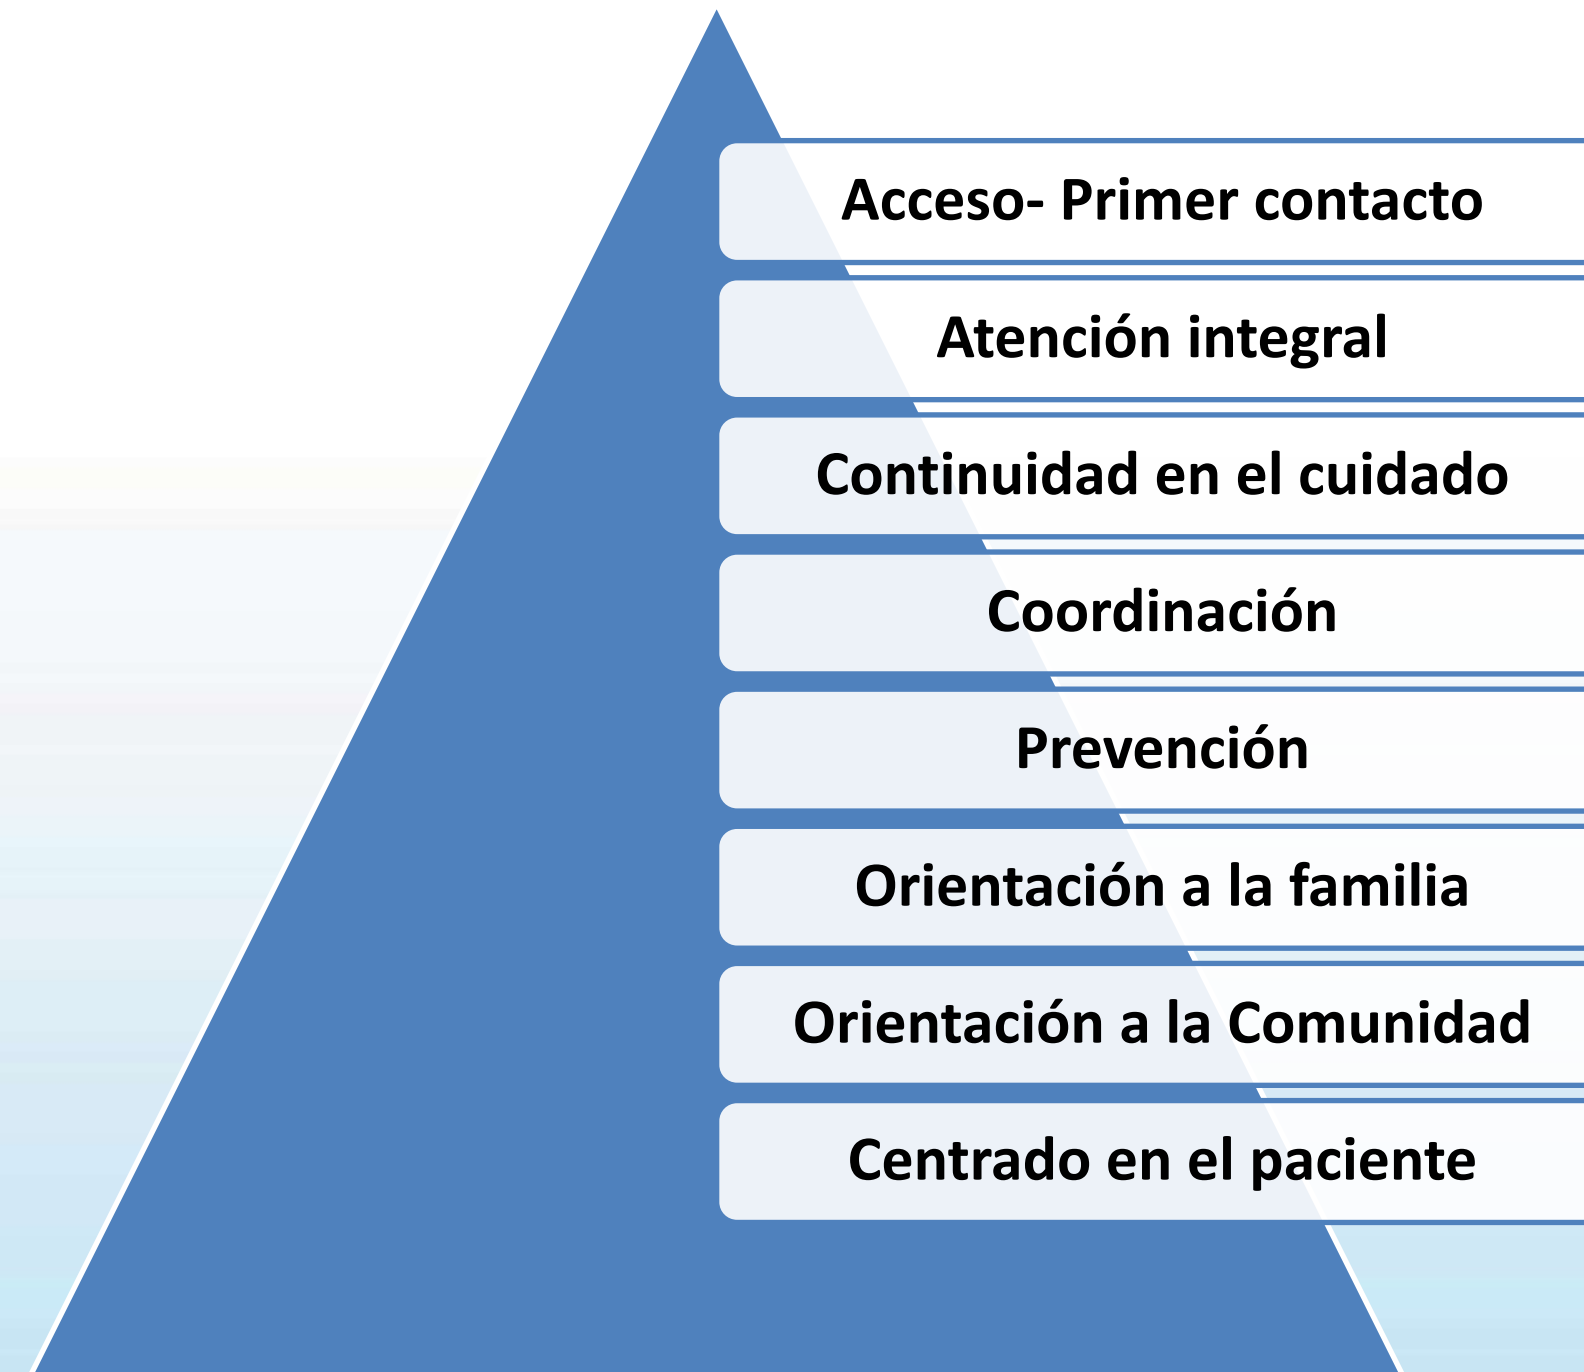 Acceso- Primer contacto
Atención integral
Continuidad en el cuidado
Coordinación
Prevención
Orientación a la familia
Orientación a la Comunidad
Centrado en el paciente